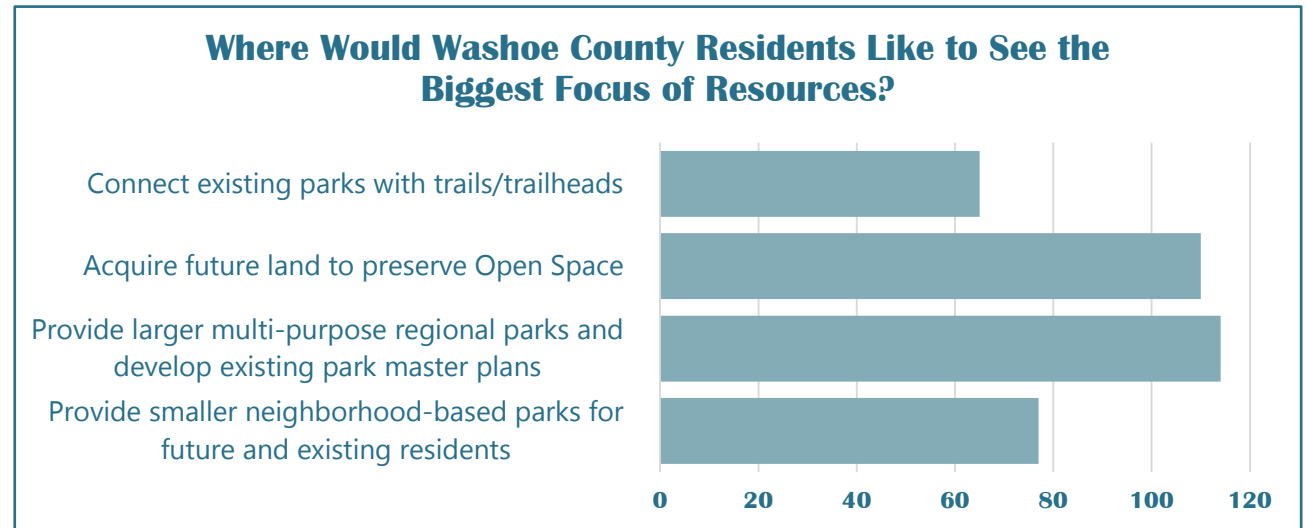 Where Would Washoe County Residents Like to See the
Biggest Focus of Resources?
Connect existing parks with trails/trailheads
Acquire future land to preserve Open Space
Provide larger multi-purpose regional parks and
develop existing park master plans
Provide smaller neighborhood-based parks for
future and existing residents
0 20 40 60 80 100 120